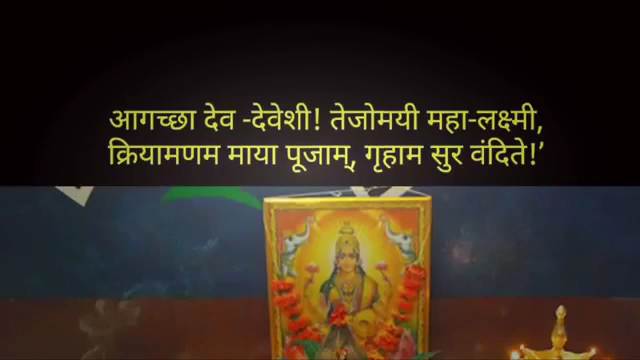 आगच्छा देव -देवेशी! तेजोमयी महा-लक्ष्मी,
क्रियामणम माया पूजाम्, गृहाम सुर वंदिते!’